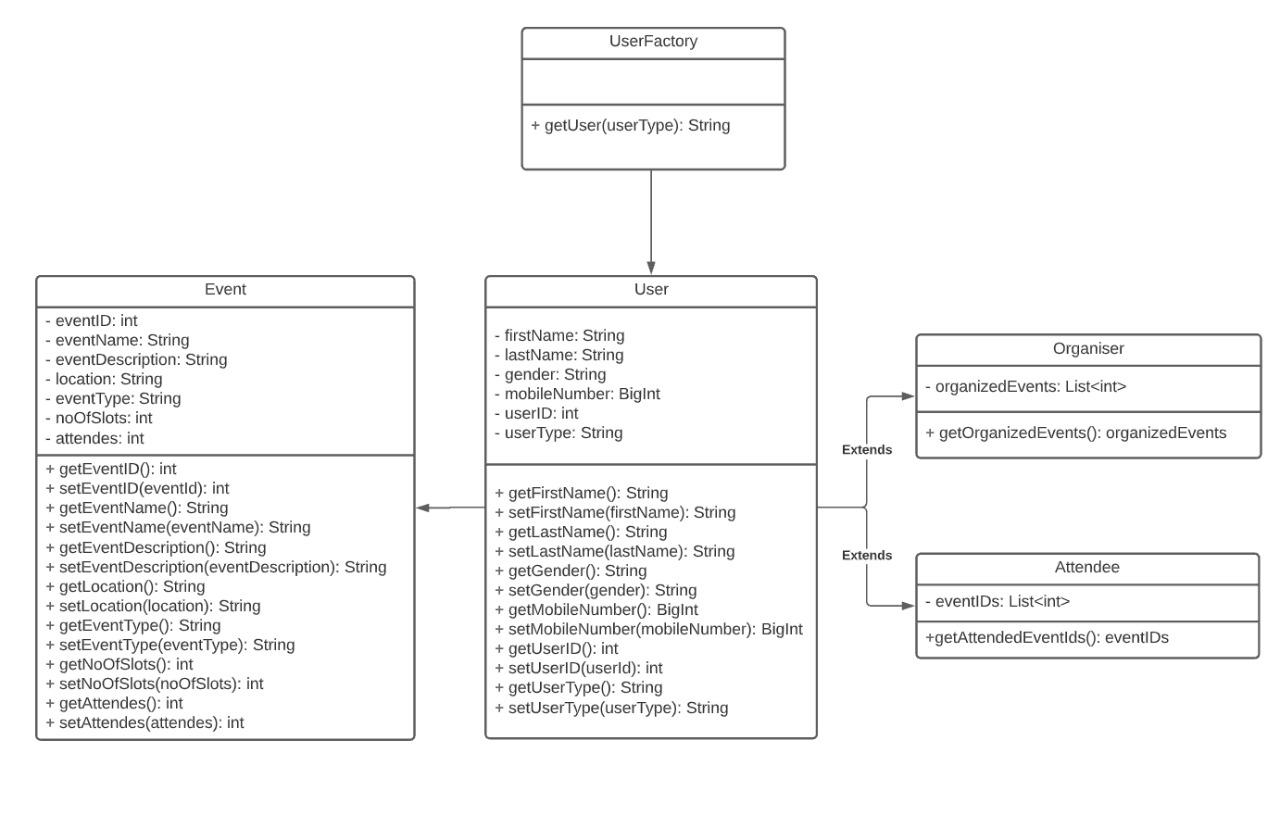 UserFactory
+ getUser(userType): String
Event
- eventID: int
- eventName: String
- eventDescription: String
- location: String
- eventType: String
- noOfSlots: int
- attendes: int
+ getEventID(): int
+ setEventID(eventId): int
+ getEventName(): String
+ setEventName(eventName): String
+ getEventDescription(): String
+ setEventDescription(eventDescription): String
+ getLocation(): String
+ setLocation(location): String
+ getEventType(): String
+ setEventType(eventType): String
+ getNoOfSlots(): int
+ setNoOfSlots(noOfSlots): int
+ getAttendes(): int
+ setAttendes(attendes): int
User
- firstName: String
- lastName: String
- gender: String
- mobileNumber: BigInt
- userID: int
- userType: String
+ getFirstName(): String
+ setFirstName(firstName): String
+ getLastName(): String
+ setLastName(lastName): String
+ getGender(): String
+ setGender(gender): String
+ getMobileNumber(): BigInt
+ setMobileNumber(mobileNumber): BigInt
+ getUserID(): int
+ setUserID(userId): int
+ getUserType(): String
+ setUserType(userType): String
Extends
Extends
Organiser
- organizedEvents: List<int>
+ getOrganizedEvents(): organizedEvents
Attendee
- eventIDs: List<int>
+getAttendedEventIds(): eventIDs